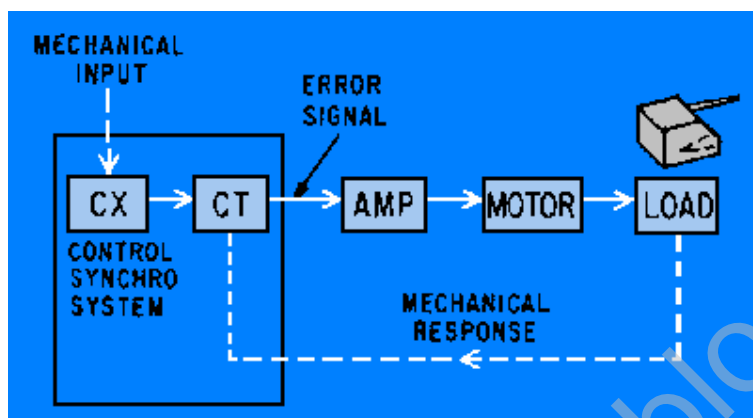 MECHANICAL
INPUT
ERROR
SIGNAL
CX
CT
AMP
MOTOR
LOAD
CONTROL
SYNCHRO
SYSTEM
MECHANICAL
RESPONSE